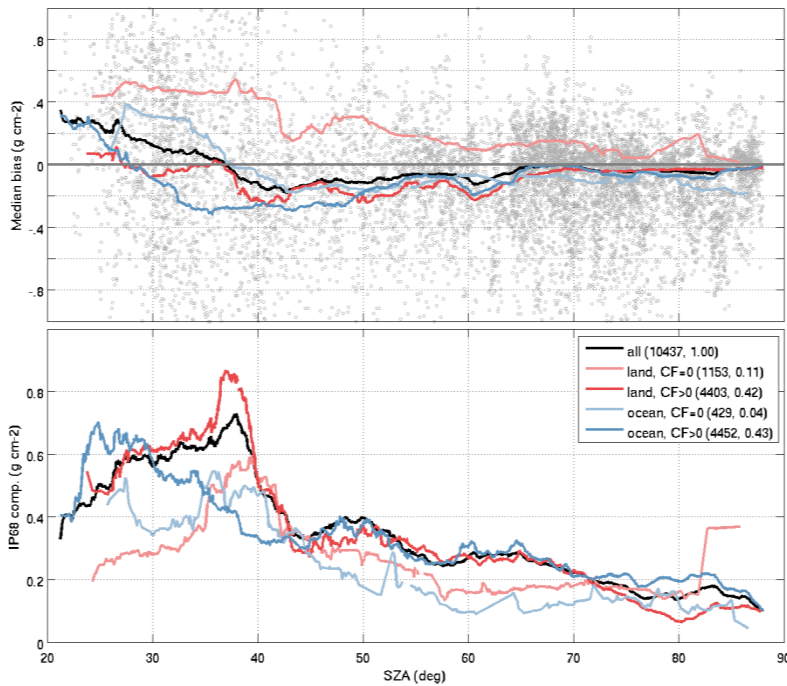 .8
.4
0
-.4
-.8
Median bias (g cm-2)
0.8
0.6
0.4
0.2
0
IP68 comp. (g cm-2)
all (10437, 1.00)
land, CF=0 (1153, 0.11)
land, CF>0 (4403, 0.42)
ocean, CF=0 (429, 0.04)
ocean, CF>0 (4452, 0.43)
20 30 40 50 60 70 80 90
SZA (deg)